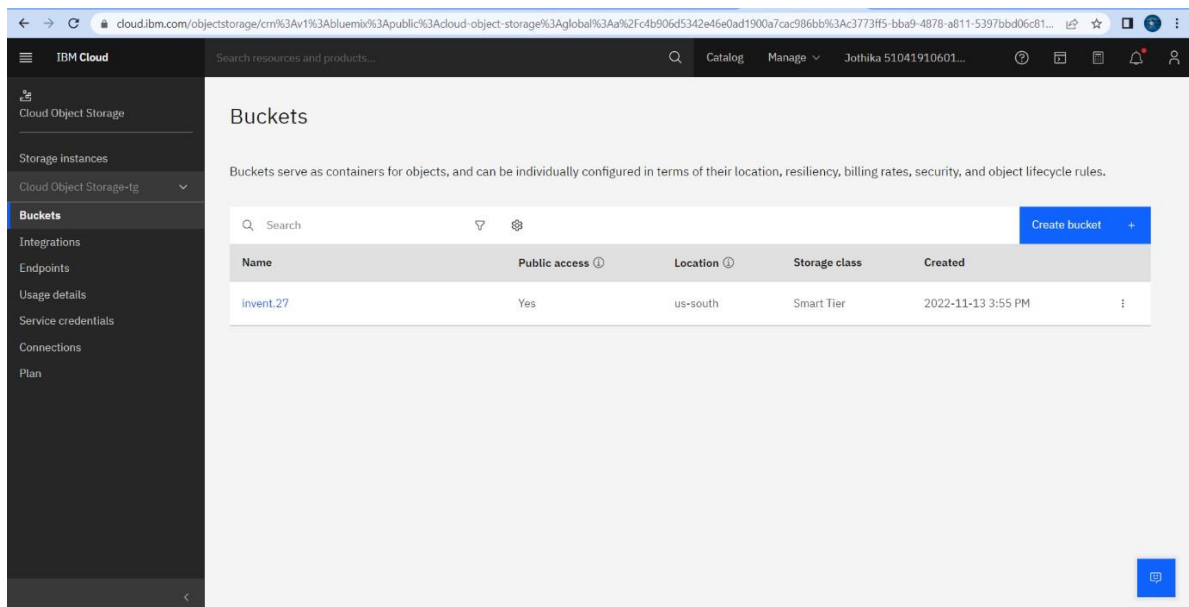 cloud.ibm.com/objectstorage/crn%3Av1%3Abluemix%3Apublic%3Acloud-object-storage%3Aglobal%3Aa%2Fc4b906d5342e46e0ad1900a7cac986bb%3Ac3773ff5-bba9-4878-a811-5397bbd06c81...
IBM Cloud
Search resources and products...
Catalog
Manage
Jothika 51041910601...
Cloud Object Storage
Storage instances
Cloud Object Storage-tg
Buckets
Integrations
Endpoints
Usage details
Service credentials
Connections
Plan
Buckets
Buckets serve as containers for objects, and can be individually configured in terms of their location, resiliency, billing rates, security, and object lifecycle rules.
Search
Create bucket +
Name Public access Location Storage class Created
invent.27 Yes us-south Smart Tier 2022-11-13 3:55 PM